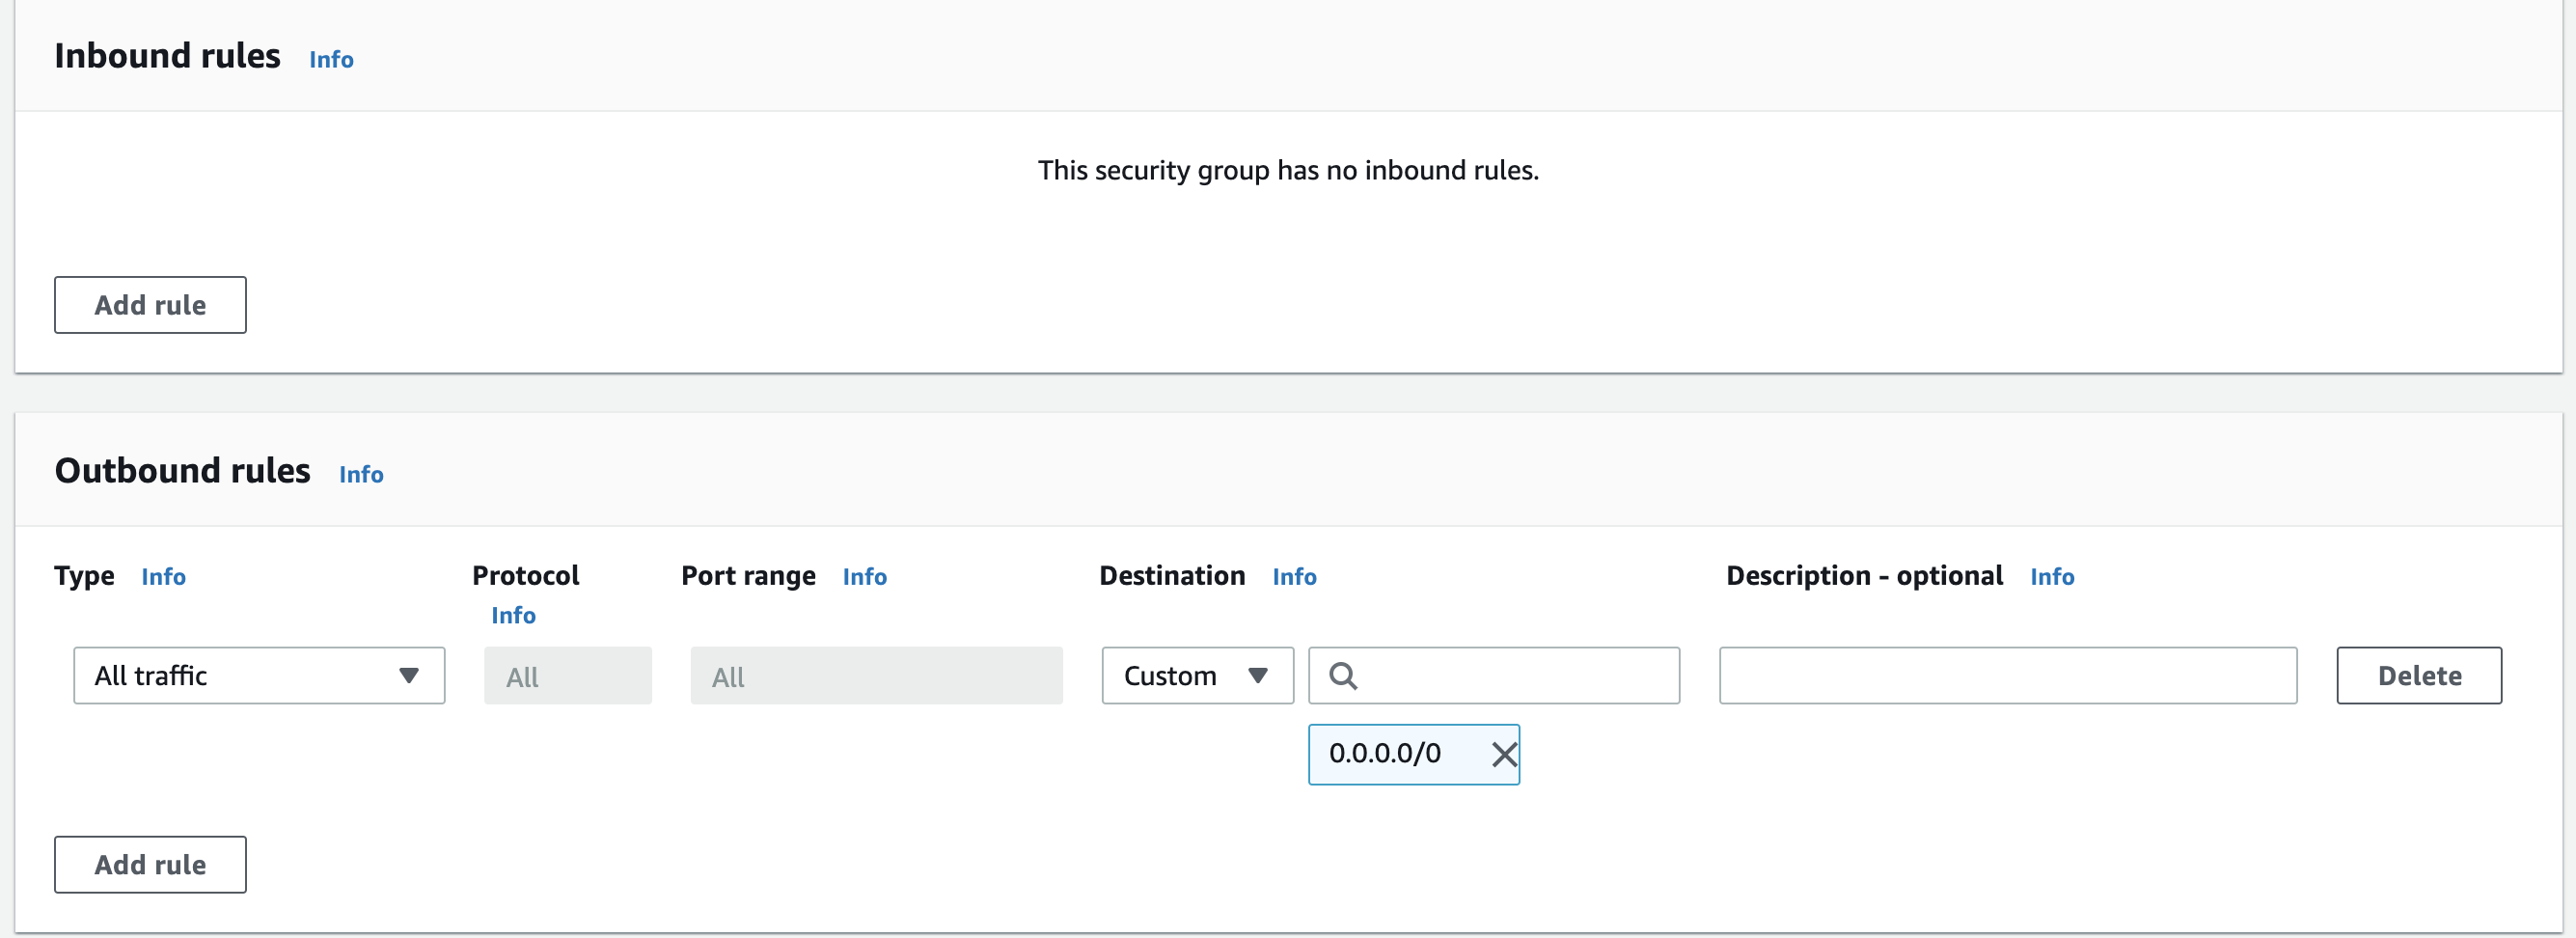 Inbound rules Info
This security group has no inbound rules.
Add rule
Outbound rules Info
Type Info Protocol Info Port range Info Destination Info Description - optional Info
All traffic All All Custom Delete
0.0.0.0/0
Add rule